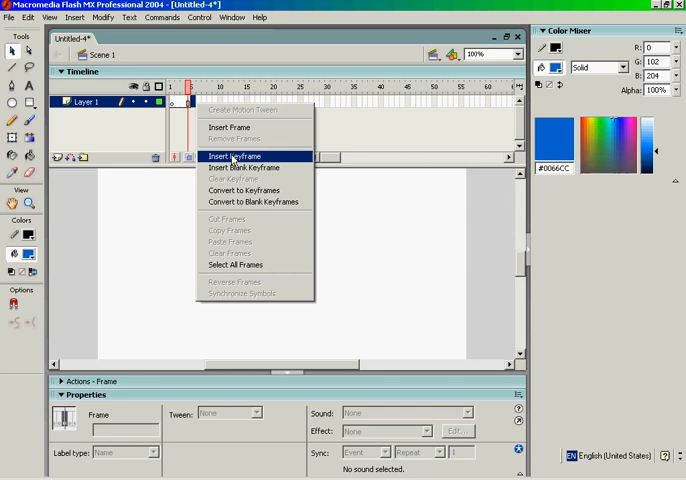 Macromedia Flash MX Professional 2004 - [Untitled-4*]
File Edit View Insert Modify Text Commands Control Window Help
Tools
Untitled-4*
Scene 1
100%
Timeline
1 5 10 15 20 25 30 35 40 45 50 55 60 65
Layer 1
Create Motion Tween
Insert Frame
Remove Frames
Insert Keyframe
Insert Blank Keyframe
Clear Keyframe
Convert to Keyframes
Convert to Blank Keyframes
Cut Frames
Copy Frames
Paste Frames
Clear Frames
Select All Frames
Reverse Frames
Synchronize Symbols
View
Colors
Options
Color Mixer
Solid
R: 0
G: 102
B: 204
Alpha: 100%
#0066CC
Actions - Frame
Properties
Frame
Tween: None
Sound: None
Effect: None Edit...
Label type: Name
Sync: Event Repeat 1
No sound selected.
EN English (United States)